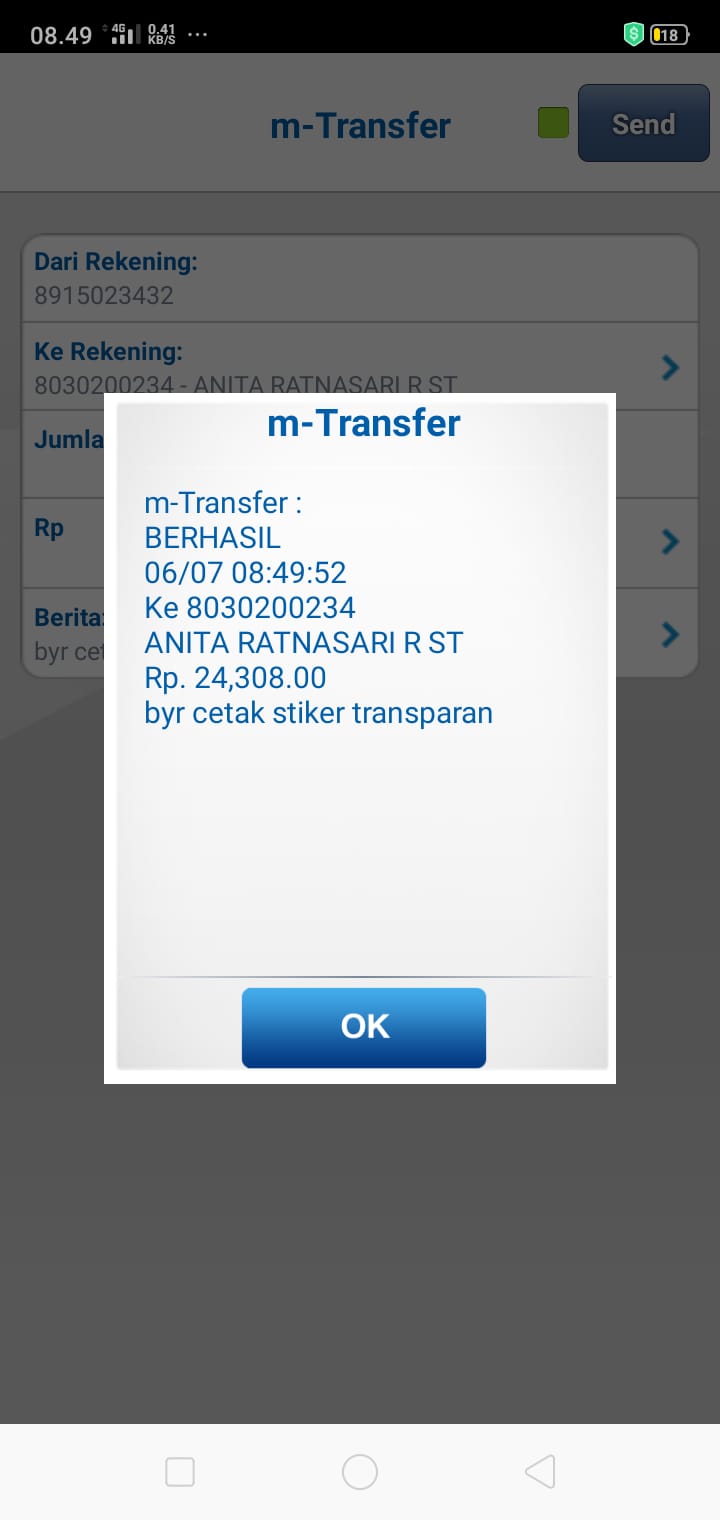 08.49 4G 0.41 KB/S ... 18
m-Transfer
Send
Dari Rekening:
8915023432
Ke Rekening:
8030200234 - ANITA RATNASARI R ST
Jumla
Rp
Berita:
byr cet
m-Transfer
m-Transfer :
BERHASIL
06/07 08:49:52
Ke 8030200234
ANITA RATNASARI R ST
Rp. 24,308.00
byr cetak stiker transparan
OK